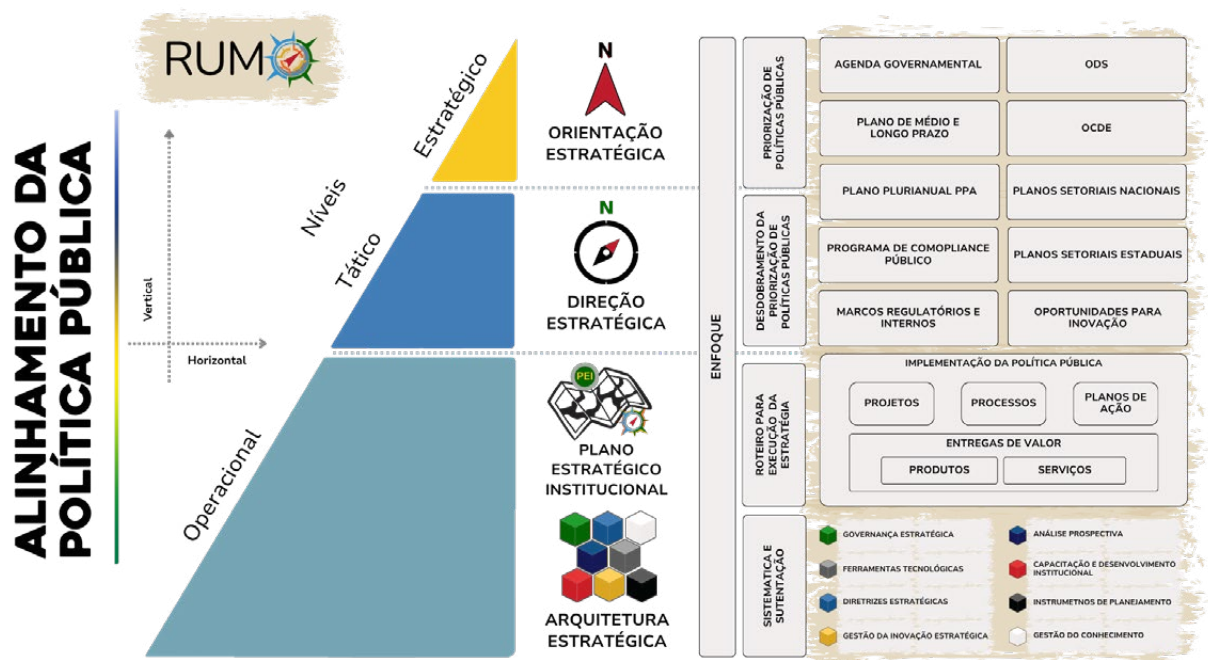 RUMO
ALINHAMENTO DA
POLÍTICA PÚBLICA
Vertical
Horizontal
Níveis
Estratégico
Tático
Operacional
N
ORIENTAÇÃO
ESTRATÉGICA
N
DIREÇÃO
ESTRATÉGICA
PEI
PLANO
ESTRATÉGICO
INSTITUCIONAL
ARQUITETURA
ESTRATÉGICA
ENFOQUE
PRIORIZAÇÃO DE
POLÍTICAS PÚBLICAS
DESDOBRAMENTO DA
PRIORIZAÇÃO DE
POLÍTICAS PÚBLICAS
ROTEIRO PARA
EXECUÇÃO DA
ESTRATÉGIA
SISTEMATICA E
SUTENTAÇÃO
AGENDA GOVERNAMENTAL
ODS
PLANO DE MÉDIO E
LONGO PRAZO
OCDE
PLANO PLURIANUAL PPA
PLANOS SETORIAIS NACIONAIS
PROGRAMA DE COMOPLIANCE
PÚBLICO
PLANOS SETORIAIS ESTADUAIS
MARCOS REGULATÓRIOS E
INTERNOS
OPORTUNIDADES PARA
INOVAÇÃO
IMPLEMENTAÇÃO DA POLÍTICA PÚBLICA
PROJETOS
PROCESSOS
PLANOS DE
AÇÃO
ENTREGAS DE VALOR
PRODUTOS
SERVIÇOS
GOVERNANÇA ESTRATÉGICA
ANÁLISE PROSPECTIVA
FERRAMENTAS TECNOLÓGICAS
CAPACITAÇÃO E DESENVOLVIMENTO
INSTITUCIONAL
DIRETRIZES ESTRATÉGICAS
INSTRUMETNOS DE PLANEJAMENTO
GESTÃO DA INOVAÇÃO ESTRATÉGICA
GESTÃO DO CONHECIMENTO